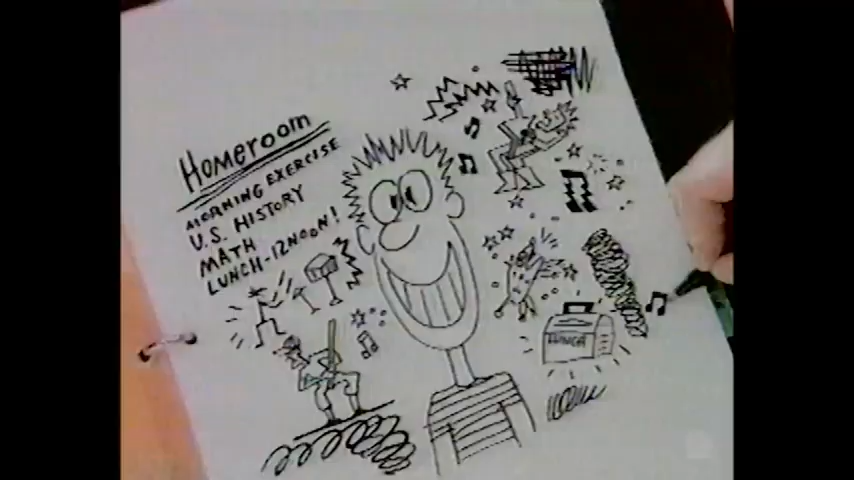 Homeroom
MORNING EXERCISE
U.S. HISTORY
MATH
LUNCH-12NOON!
LUNCH